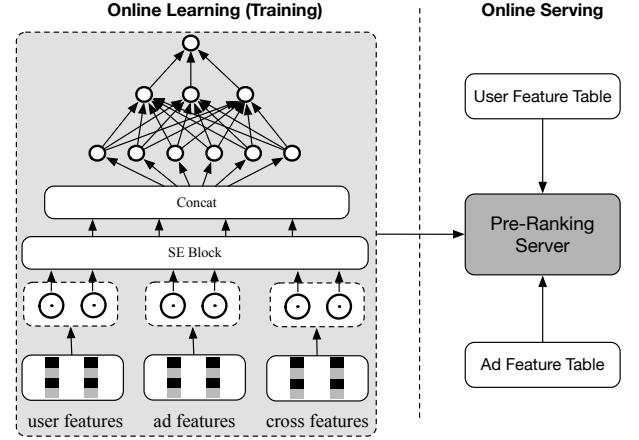 Online Learning (Training)
Online Serving
User Feature Table
Concat
Pre-Ranking
Server
SE Block
Ad Feature Table
user features
ad features
cross features